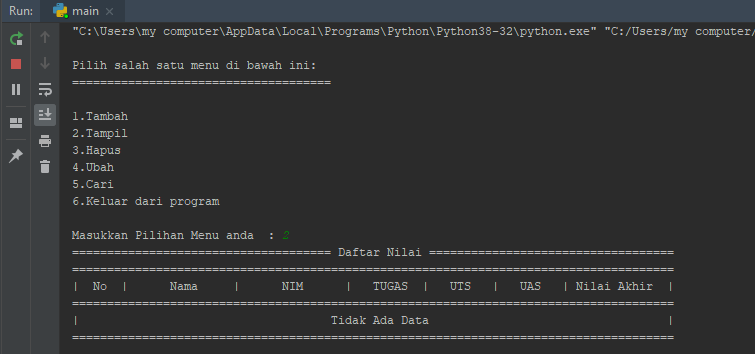 Run: main ×
"C:\Users\my computer\AppData\Local\Programs\Python\Python38-32\python.exe" "C:/Users/my computer/
Pilih salah satu menu di bawah ini:
=====================================
1.Tambah
2.Tampil
3.Hapus
4.Ubah
5.Cari
6.Keluar dari program
Masukkan Pilihan Menu anda  : 2
===================================== Daftar Nilai ===================================
======================================================================================
|  No  |      Nama     |      NIM      |   TUGAS  |   UTS   |   UAS   | Nilai Akhir  |
======================================================================================
|                                    Tidak Ada Data                                  |
======================================================================================